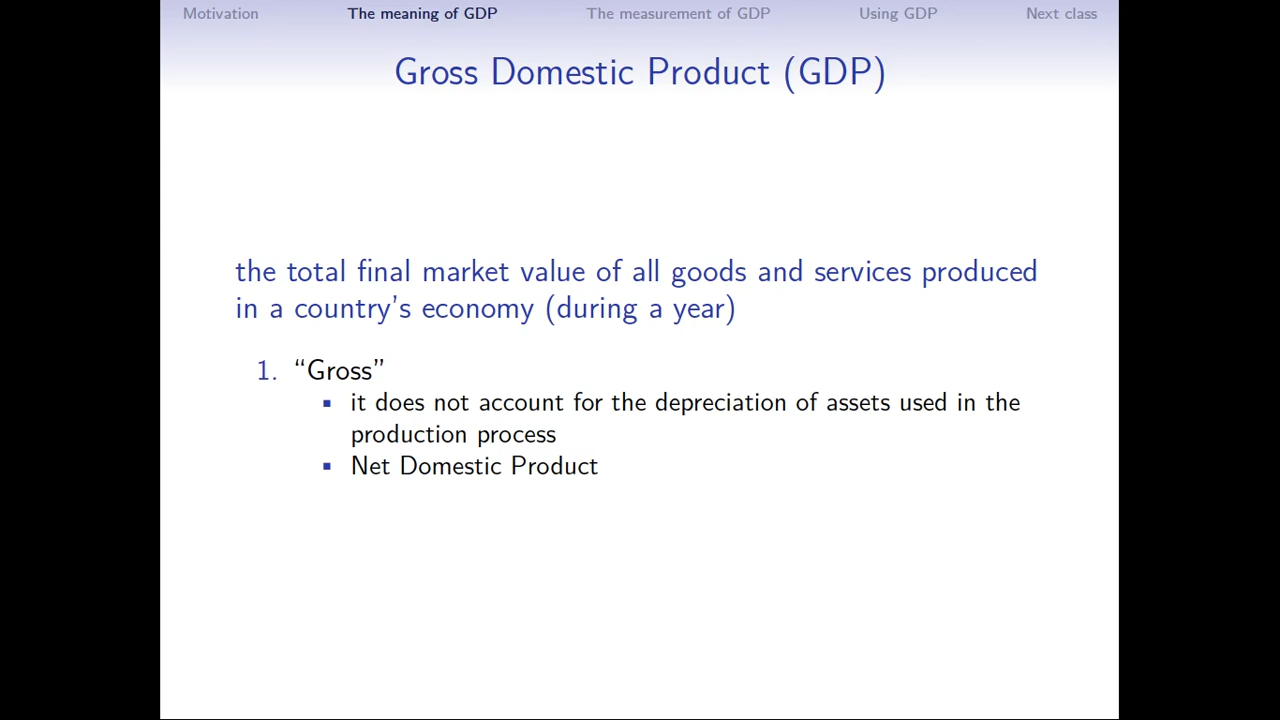 Motivation The meaning of GDP The measurement of GDP Using GDP Next class
Gross Domestic Product (GDP)
the total final market value of all goods and services produced
in a country's economy (during a year)
1. “Gross”
▪ it does not account for the depreciation of assets used in the
production process
▪ Net Domestic Product